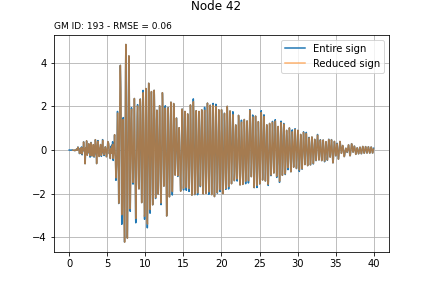 Node 42
GM ID: 193 - RMSE = 0.06
Entire sign
Reduced sign
4
2
0
−2
−4
0 5 10 15 20 25 30 35 40